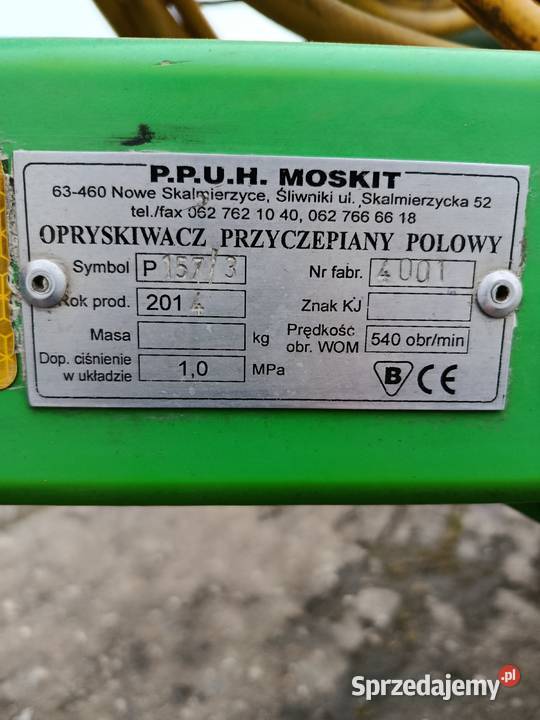 P.P.U.H. MOSKIT
63-460 Nowe Skalmierzyce, Śliwniki ul. Skalmierzycka 52
tel./fax 062 762 10 40, 062 766 66 18
OPRYSKIWACZ PRZYCZEPIANY POLOWY
Symbol P 157/3 Nr fabr. 4001
Rok prod. 2014 Znak KJ
Masa kg Prędkość obr. WOM 540 obr/min
Dop. ciśnienie w układzie 1,0 MPa B CE
Sprzedajemy.pl